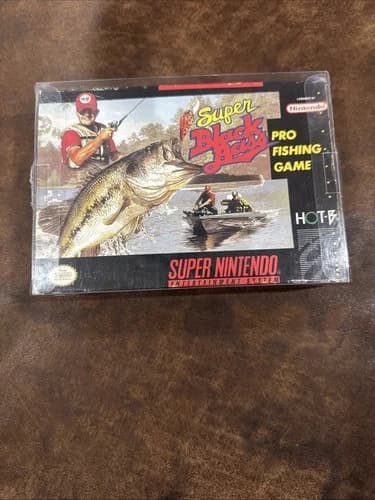 Super
Black
Bass
PRO
FISHING
GAME
Nintendo
HOT·B
SUPER NINTENDO
ENTERTAINMENT SYSTEM